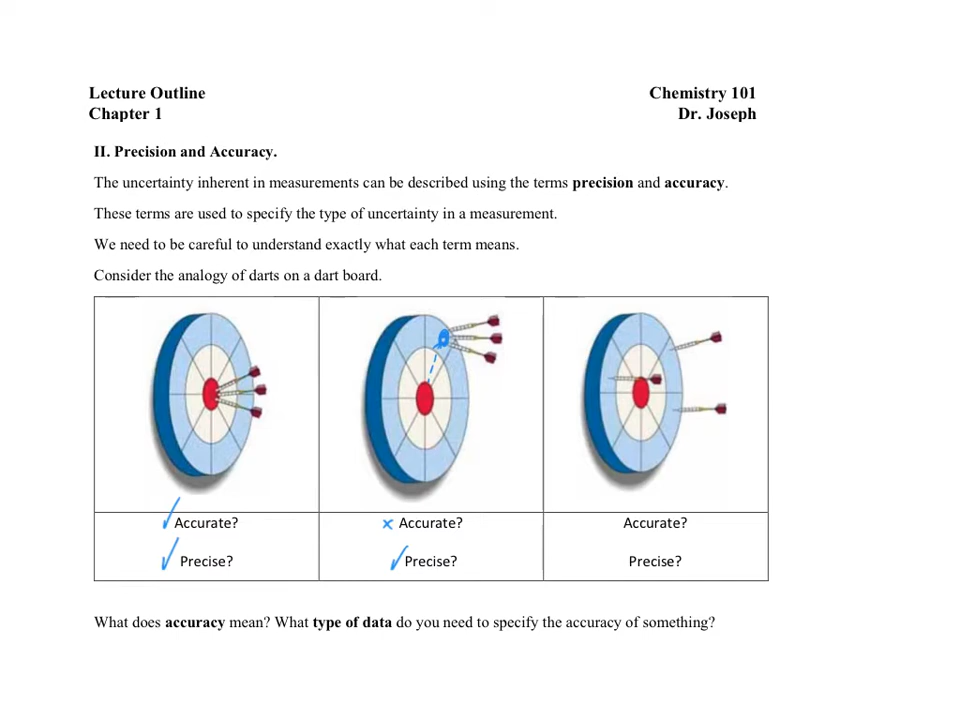 Lecture Outline
Chemistry 101
Chapter 1
Dr. Joseph
II. Precision and Accuracy.
The uncertainty inherent in measurements can be described using the terms precision and accuracy.
These terms are used to specify the type of uncertainty in a measurement.
We need to be careful to understand exactly what each term means.
Consider the analogy of darts on a dart board.
✓ Accurate?
✓ Precise?
x Accurate?
✓ Precise?
Accurate?
Precise?
What does accuracy mean? What type of data do you need to specify the accuracy of something?